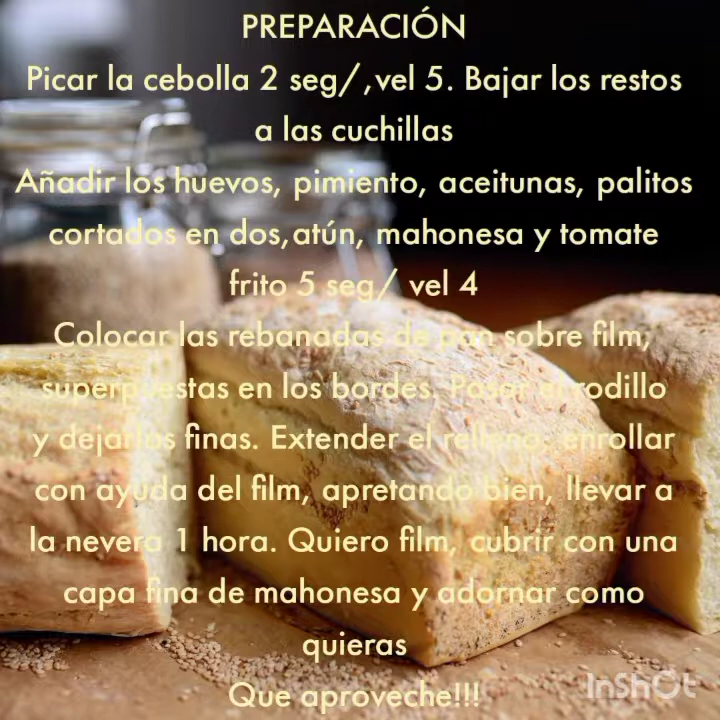 PREPARACIÓN
Picar la cebolla 2 seg/,vel 5. Bajar los restos
a las cuchillas
Añadir los huevos, pimiento, aceitunas, palitos
cortados en dos,atún, mahonesa y tomate
frito 5 seg/ vel 4
Colocar las rebanadas de pan sobre film,
superpuestas en los bordes. Pasar el rodillo
y dejarlas finas. Extender el relleno, enrollar
con ayuda del film, apretando bien, llevar a
la nevera 1 hora. Quiero film, cubrir con una
capa fina de mahonesa y adornar como
quieras
Que aproveche!!!
InShOt